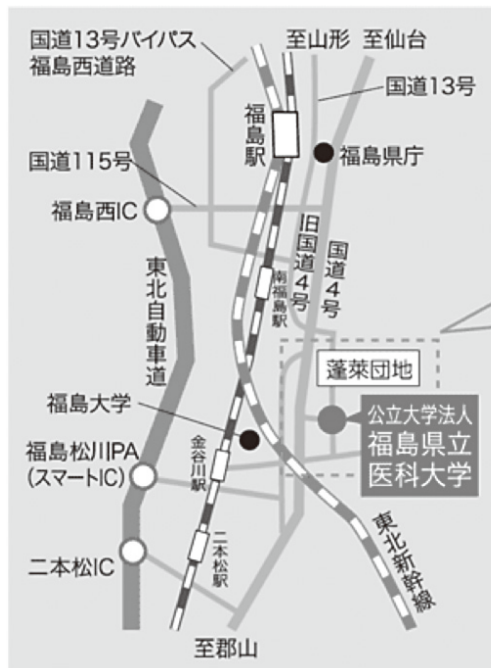 国道13号バイパス
福島西道路
至山形
至仙台
国道13号
福島駅
福島県庁
国道115号
福島西IC
旧国道4号
国道4号
東北自動車道
南福島駅
蓬萊団地
福島大学
公立大学法人
福島県立
医科大学
金谷川駅
福島松川PA
(スマートIC)
二本松駅
二本松IC
東北新幹線
至郡山